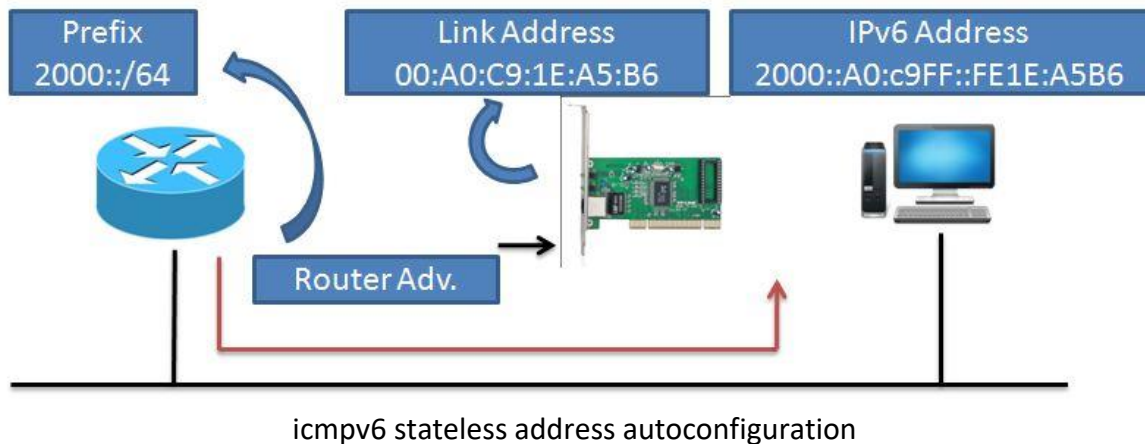 Prefix
2000::/64
Link Address
00:A0:C9:1E:A5:B6
IPv6 Address
2000::A0:c9FF::FE1E:A5B6
Router Adv.
icmpv6 stateless address autoconfiguration